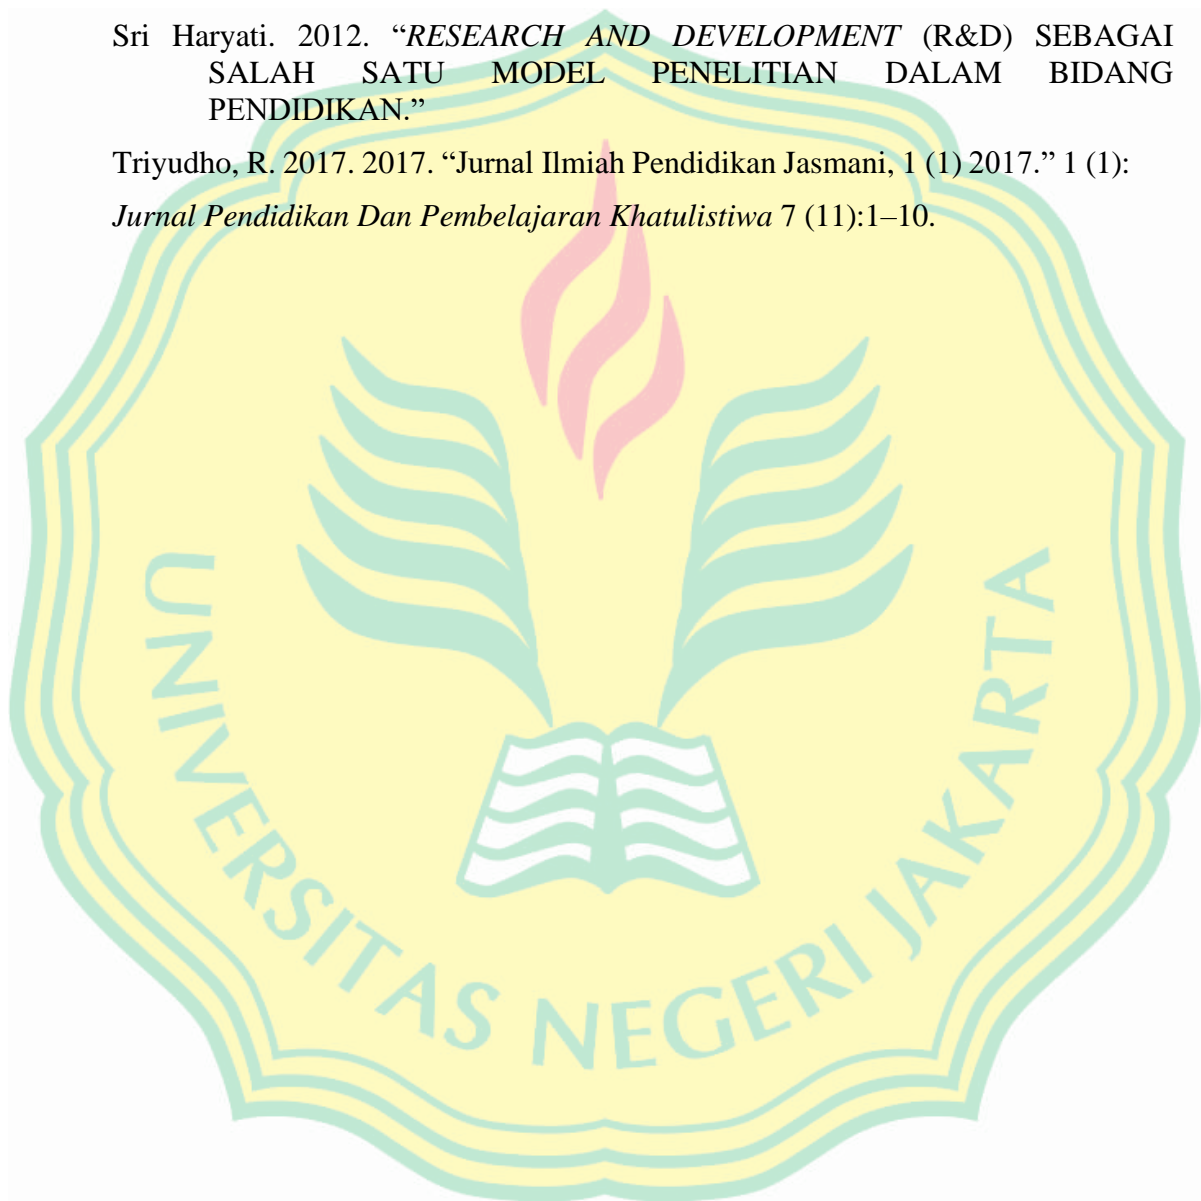 Sri Haryati. 2012. “RESEARCH AND DEVELOPMENT (R&D) SEBAGAI
SALAH SATU MODEL PENELITIAN DALAM BIDANG
PENDIDIKAN.”
Triyudho, R. 2017. 2017. “Jurnal Ilmiah Pendidikan Jasmani, 1 (1) 2017.” 1 (1):
Jurnal Pendidikan Dan Pembelajaran Khatulistiwa 7 (11):1–10.
UNIVERSITAS NEGERI JAKARTA